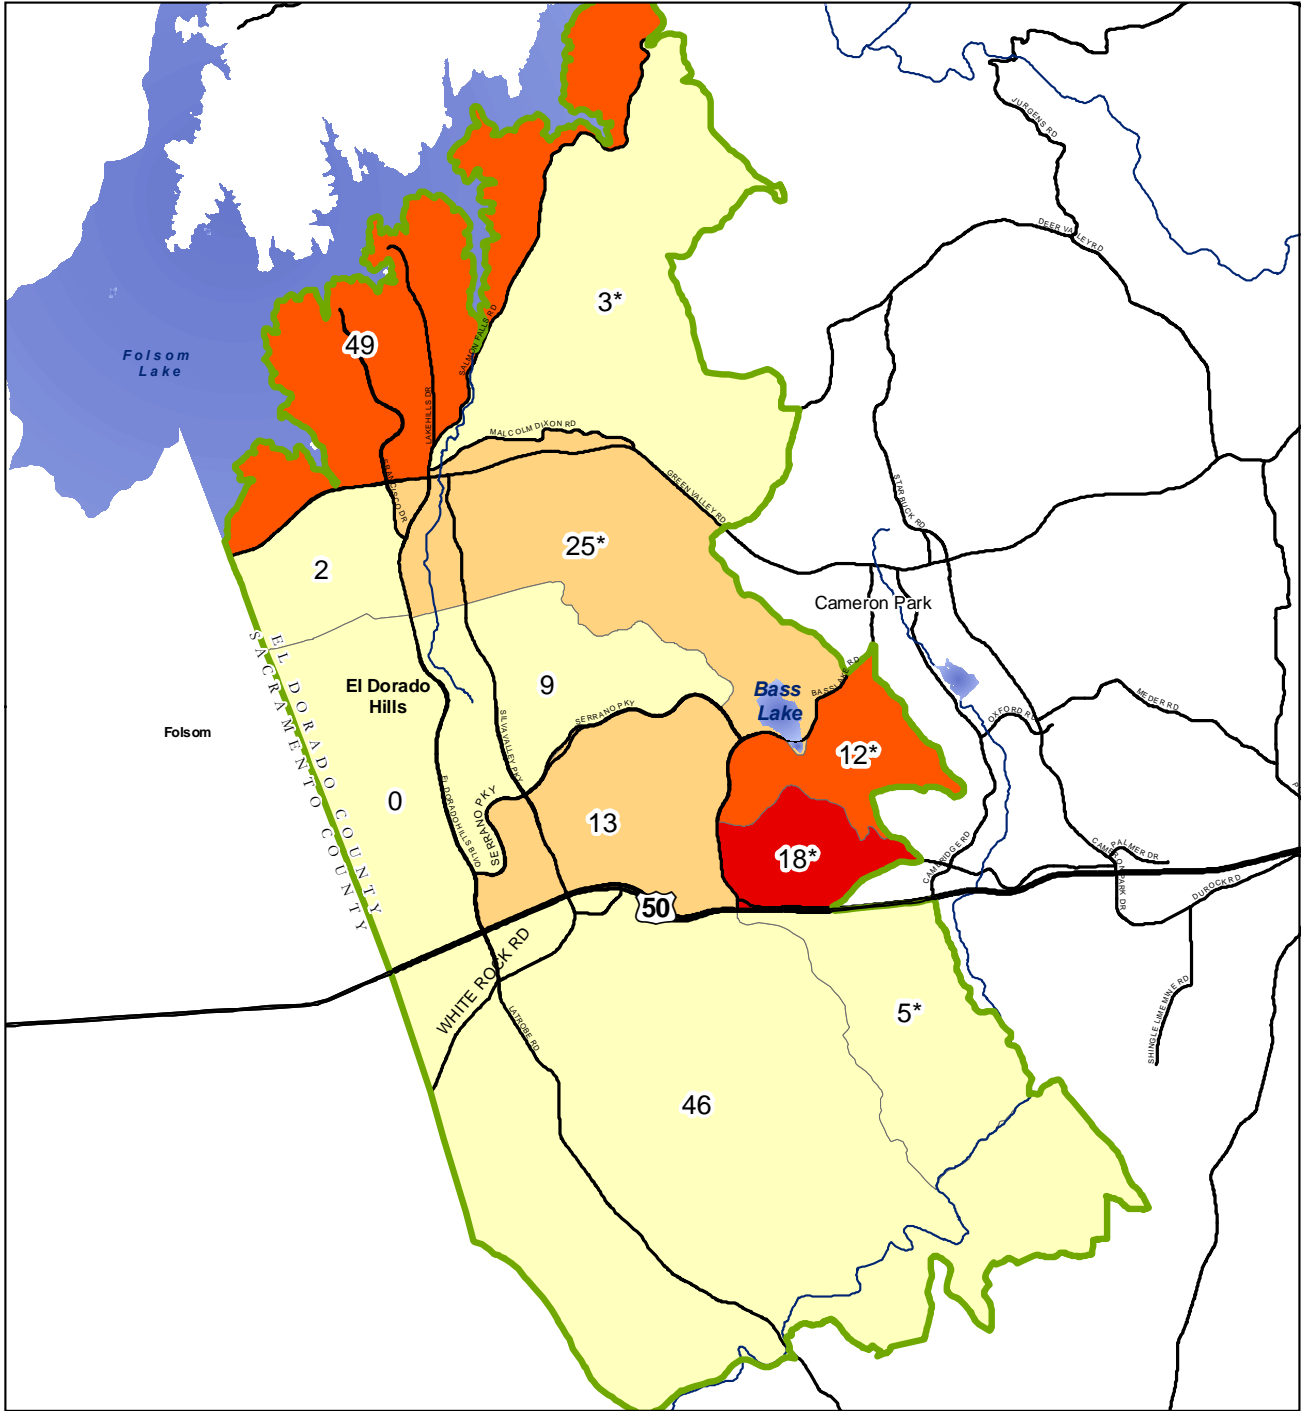 JURGENS RD
DEER VALLEY RD
3*
SALMON FALLS RD
49
Folsom
Lake
LAKEHILLS DR
MALCOLM DIXON RD
FRANCISCO DR
GREEN VALLEY RD
STARBUCK RD
25*
2
Cameron Park
EL DORADO COUNTY
SACRAMENTO COUNTY
El Dorado
Hills
9
Bass
Lake
BASS LAKE RD
MEDER RD
OXFORD RD
SERRANO PKY
SILVA VALLEY PKY
Folsom
12*
0
EL DORADO HILLS BLVD
SERRANO PKY
13
18*
CAMBRIDGE RD
PALMER DR
CAMERON PARK DR
DUROCK RD
50
WHITE ROCK RD
LATROBE RD
5*
SHINGLE LIME MINE RD
46